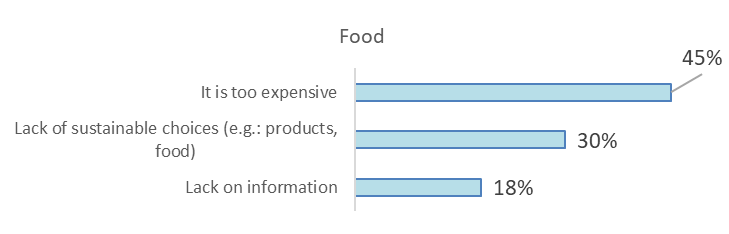 Food
45%
It is too expensive
Lack of sustainable choices (e.g.: products,
food)
30%
Lack on information
18%